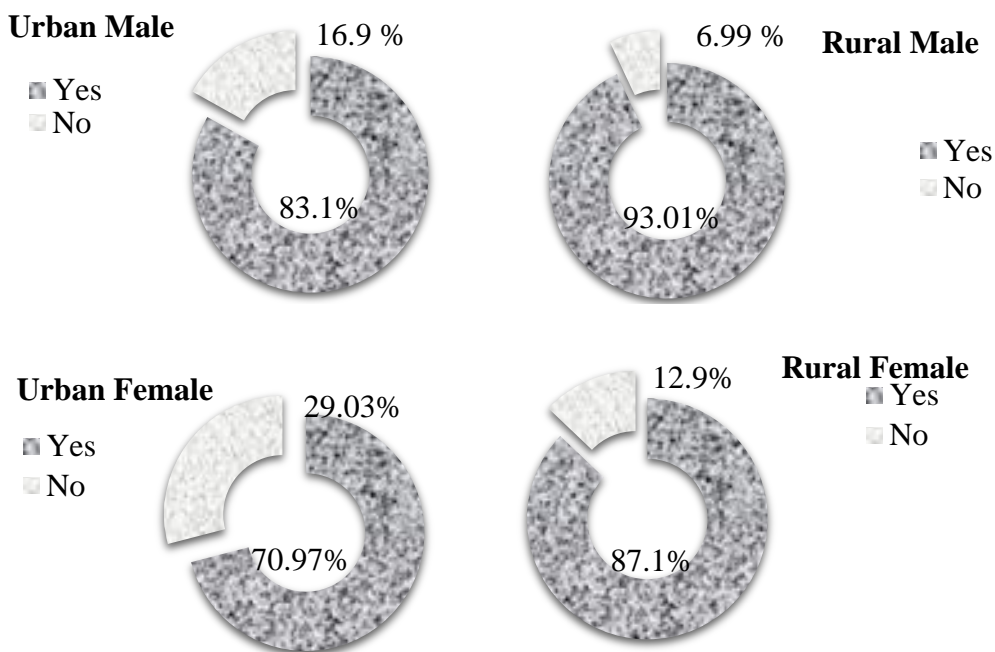 Urban Male
Yes
No
16.9 %
83.1%
Rural Male
Yes
No
6.99 %
93.01%
Urban Female
Yes
No
29.03%
70.97%
Rural Female
Yes
No
12.9%
87.1%